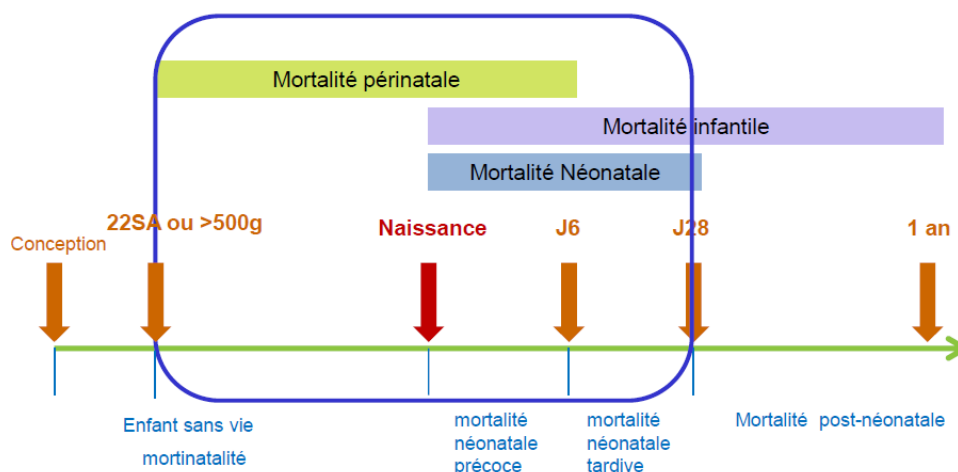 Mortalité périnatale
Mortalité infantile
Mortalité Néonatale
22SA ou >500g
Naissance
J6
J28
1 an
Conception
Enfant sans vie
mortinatalité
mortalité
néonatale
précoce
mortalité
néonatale
tardive
Mortalité post-néonatale